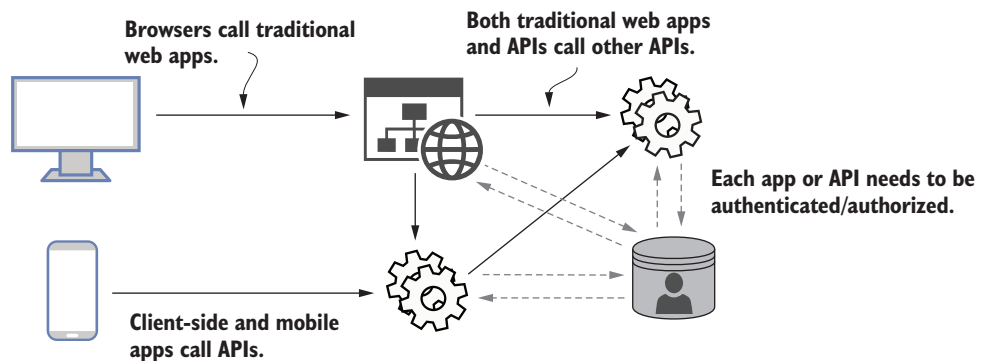 Browsers call traditional
web apps.
Both traditional web apps
and APIs call other APIs.
Each app or API needs to be
authenticated/authorized.
Client-side and mobile
apps call APIs.